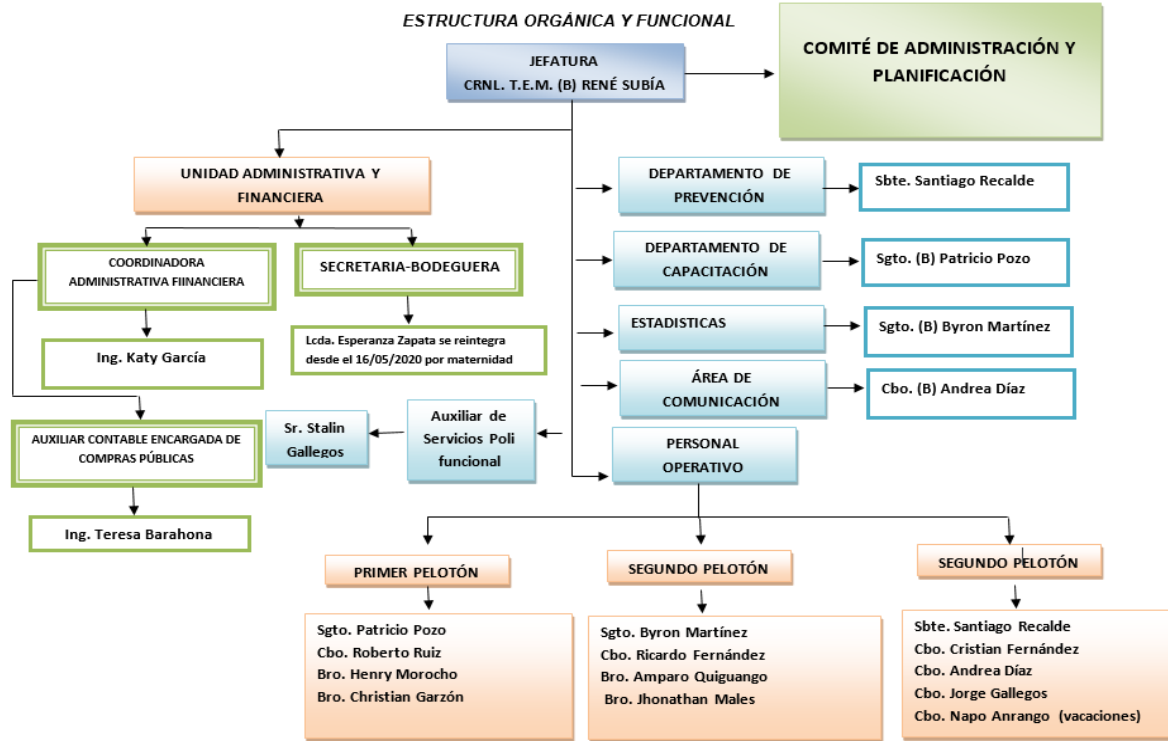 ESTRUCTURA ORGÁNICA Y FUNCIONAL
JEFATURA
CRNL. T.E.M. (B) RENÉ SUBÍA
COMITÉ DE ADMINISTRACIÓN Y
PLANIFICACIÓN
UNIDAD ADMINISTRATIVA Y
FINANCIERA
COORDINADORA
ADMINISTRATIVA FIINANCIERA
SECRETARIA-BODEGUERA
Ing. Katy García
Lcda. Esperanza Zapata se reintegra
desde el 16/05/2020 por maternidad
AUXILIAR CONTABLE ENCARGADA DE
COMPRAS PÚBLICAS
Ing. Teresa Barahona
DEPARTAMENTO DE
PREVENCIÓN
Sbte. Santiago Recalde
DEPARTAMENTO DE
CAPACITACIÓN
Sgto. (B) Patricio Pozo
ESTADISTICAS
Sgto. (B) Byron Martínez
ÁREA DE
COMUNICACIÓN
Cbo. (B) Andrea Díaz
Auxiliar de
Servicios Poli
funcional
Sr. Stalin
Gallegos
PERSONAL
OPERATIVO
PRIMER PELOTÓN
Sgto. Patricio Pozo
Cbo. Roberto Ruiz
Bro. Henry Morocho
Bro. Christian Garzón
SEGUNDO PELOTÓN
Sgto. Byron Martínez
Cbo. Ricardo Fernández
Bro. Amparo Quiguango
Bro. Jhonathan Males
SEGUNDO PELOTÓN
Sbte. Santiago Recalde
Cbo. Cristian Fernández
Cbo. Andrea Díaz
Cbo. Jorge Gallegos
Cbo. Napo Anrango (vacaciones)